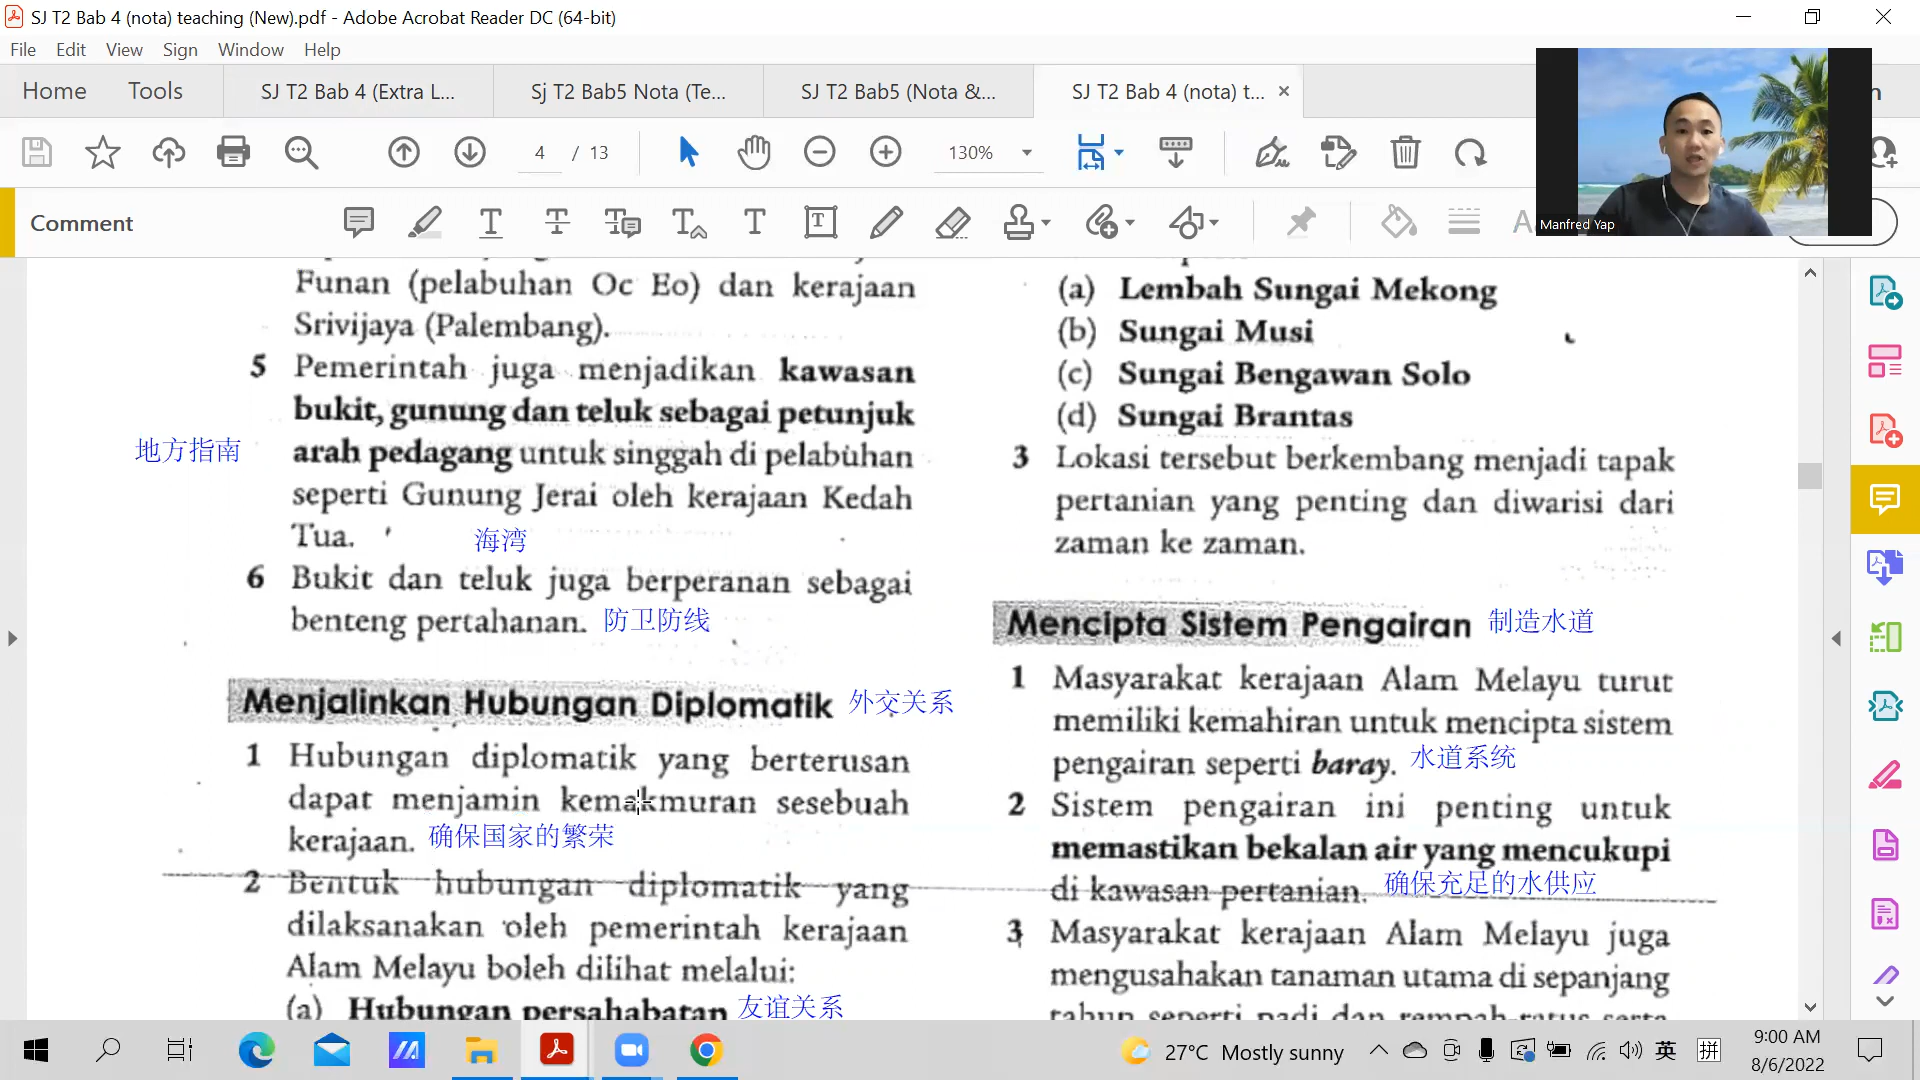 SJ T2 Bab 4 (nota) teaching (New).pdf - Adobe Acrobat Reader DC (64-bit)
File Edit View Sign Window Help
Home Tools SJ T2 Bab 4 (Extra L... Sj T2 Bab5 Nota (Te... SJ T2 Bab5 (Nota &... SJ T2 Bab 4 (nota) t... ×
4 / 13 130%
Comment
Manfred Yap
Funan (pelabuhan Oc Eo) dan kerajaan
Srivijaya (Palembang).
5 Pemerintah juga menjadikan kawasan
bukit, gunung dan teluk sebagai petunjuk
地方指南
arah pedagang untuk singgah di pelabuhan
seperti Gunung Jerai oleh kerajaan Kedah
Tua.
海湾
6 Bukit dan teluk juga berperanan sebagai
benteng pertahanan. 防卫防线
Menjalinkan Hubungan Diplomatik 外交关系
1 Hubungan diplomatik yang berterusan
dapat menjamin kemakmuran sesebuah
kerajaan. 确保国家的繁荣
2 Bentuk hubungan diplomatik yang
dilaksanakan oleh pemerintah kerajaan
Alam Melayu boleh dilihat melalui:
(a) Hubungan persahabatan 友谊关系
(a) Lembah Sungai Mekong
(b) Sungai Musi
(c) Sungai Bengawan Solo
(d) Sungai Brantas
3 Lokasi tersebut berkembang menjadi tapak
pertanian yang penting dan diwarisi dari
zaman ke zaman.
Mencipta Sistem Pengairan 制造水道
1 Masyarakat kerajaan Alam Melayu turut
memiliki kemahiran untuk mencipta sistem
pengairan seperti baray. 水道系统
2 Sistem pengairan ini penting untuk
memastikan bekalan air yang mencukupi
di kawasan pertanian. 确保充足的水供应
3 Masyarakat kerajaan Alam Melayu juga
mengusahakan tanaman utama di sepanjang
tahun seperti padi dan rempah-ratus serta
27°C Mostly sunny 英 拼 9:00 AM
8/6/2022